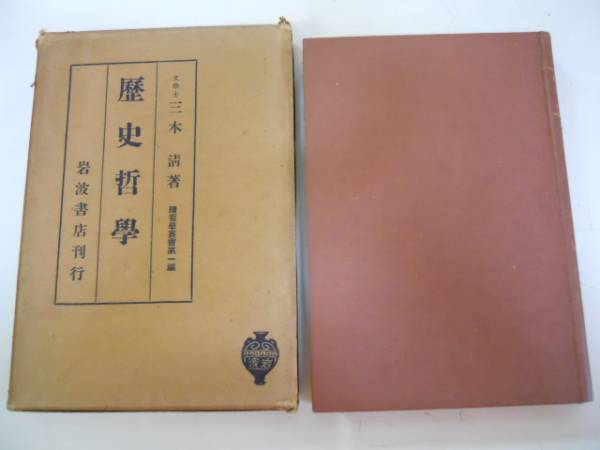 文學士 三木 清著 續哲學叢書第一編
歷史哲學
岩波書店刊行
岩波